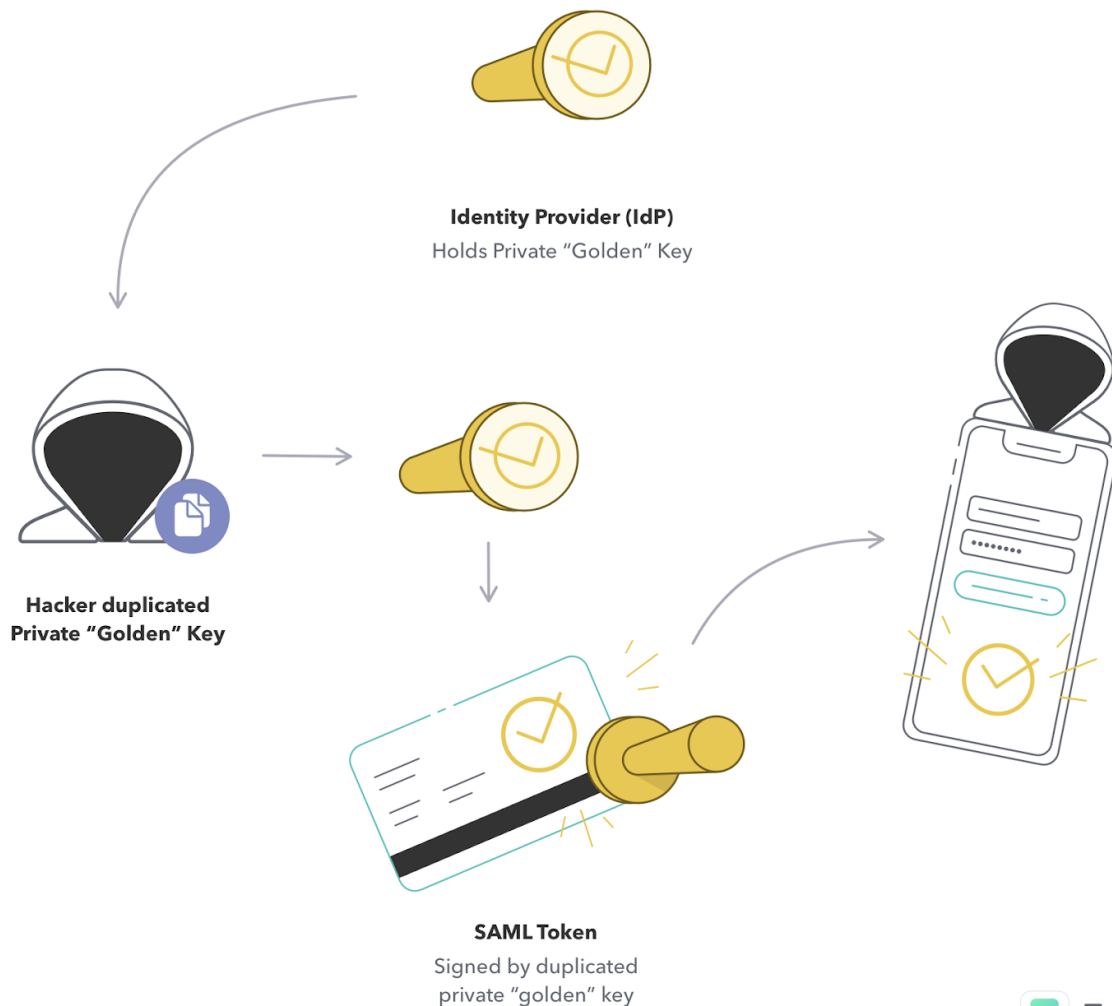 Identity Provider (IdP)
Holds Private “Golden” Key
Hacker duplicated
Private “Golden” Key
SAML Token
Signed by duplicated
private “golden” key